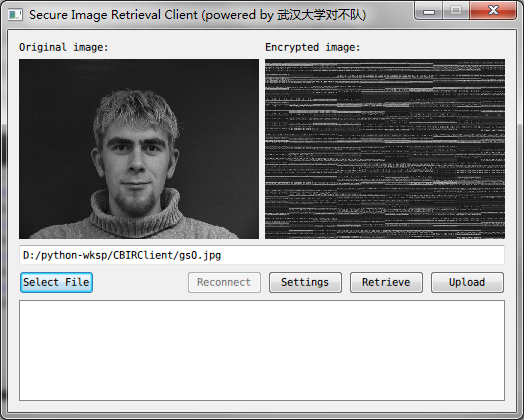 Secure Image Retrieval Client (powered by 武汉大学对不队)
Original image: Encrypted image:
D:/python-wksp/CBIRClient/gsO.jpg
Select File Reconnect Settings Retrieve Upload